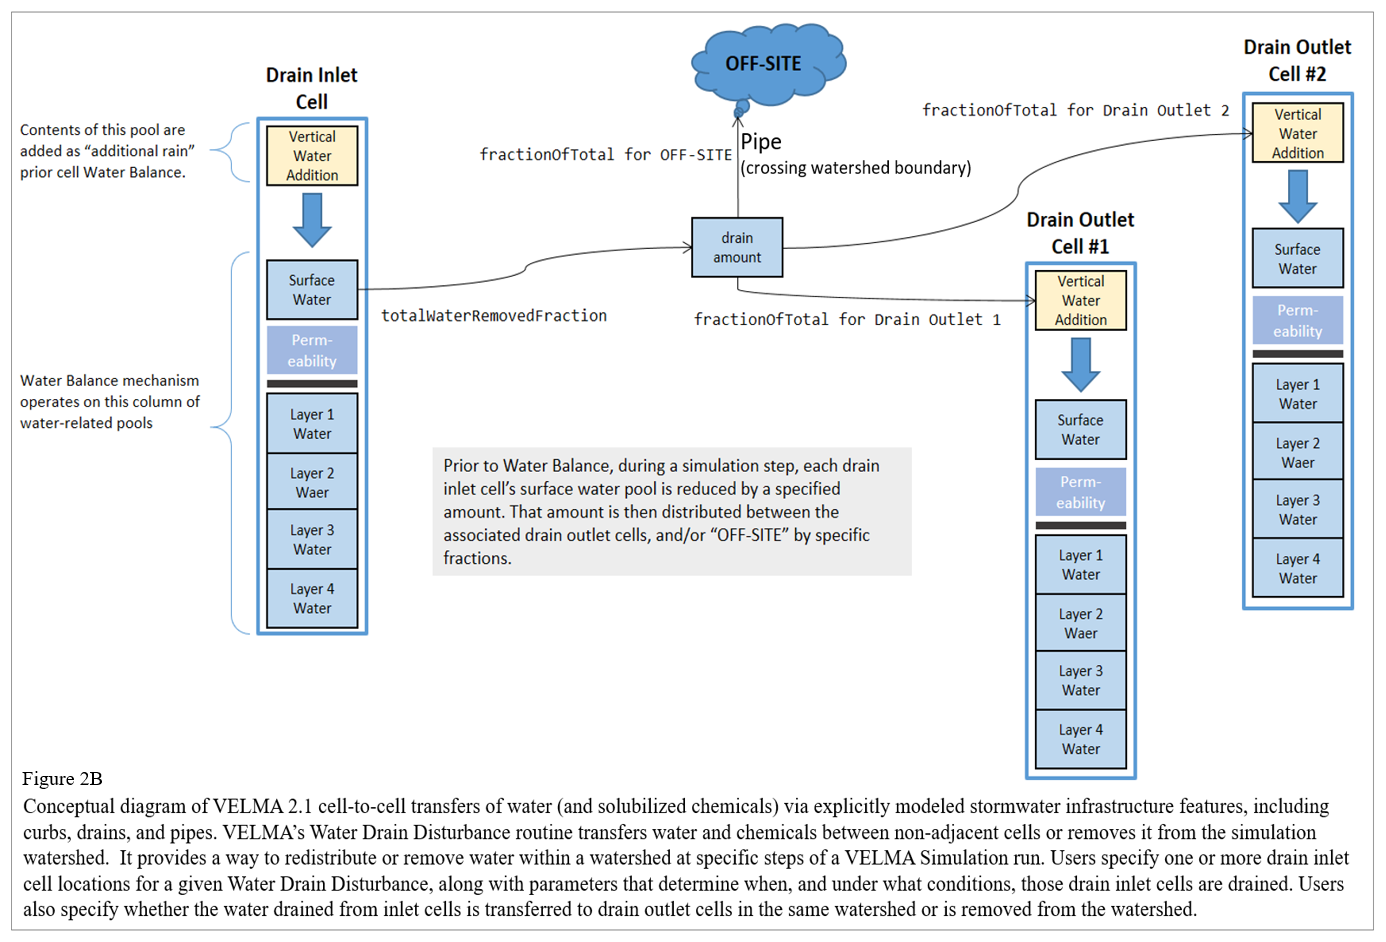 Drain Inlet
Cell
Contents of this pool are
added as “additional rain”
prior cell Water Balance.
Vertical
Water
Addition
Surface
Water
Perm-
eability
Water Balance mechanism
operates on this column of
water-related pools
Layer 1
Water
Layer 2
Waer
Layer 3
Water
Layer 4
Water
totalWaterRemovedFraction
OFF-SITE
fractionOfTotal for OFF-SITE
Pipe
(crossing watershed boundary)
drain
amount
fractionOfTotal for Drain Outlet 2
fractionOfTotal for Drain Outlet 1
Prior to Water Balance, during a simulation step, each drain
inlet cell’s surface water pool is reduced by a specified
amount. That amount is then distributed between the
associated drain outlet cells, and/or “OFF-SITE” by specific
fractions.
Drain Outlet
Cell #1
Vertical
Water
Addition
Surface
Water
Perm-
eability
Layer 1
Water
Layer 2
Waer
Layer 3
Water
Layer 4
Water
Drain Outlet
Cell #2
Vertical
Water
Addition
Surface
Water
Perm-
eability
Layer 1
Water
Layer 2
Waer
Layer 3
Water
Layer 4
Water
Figure 2B
Conceptual diagram of VELMA 2.1 cell-to-cell transfers of water (and solubilized chemicals) via explicitly modeled stormwater infrastructure features, including
curbs, drains, and pipes. VELMA’s Water Drain Disturbance routine transfers water and chemicals between non-adjacent cells or removes it from the simulation
watershed.  It provides a way to redistribute or remove water within a watershed at specific steps of a VELMA Simulation run. Users specify one or more drain inlet
cell locations for a given Water Drain Disturbance, along with parameters that determine when, and under what conditions, those drain inlet cells are drained. Users
also specify whether the water drained from inlet cells is transferred to drain outlet cells in the same watershed or is removed from the watershed.